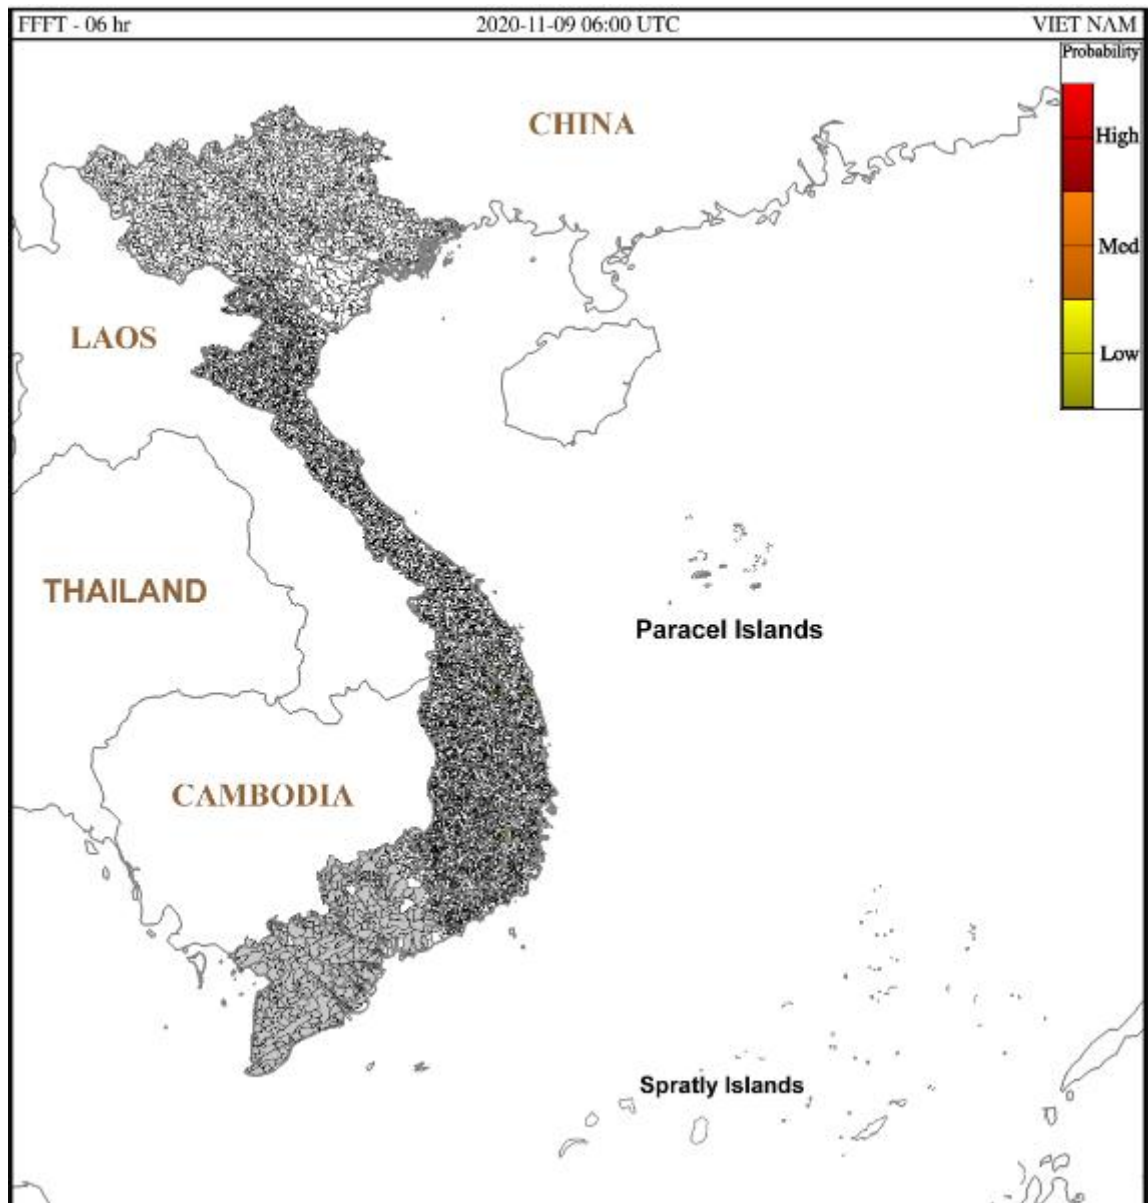 FFFT - 06 hr 2020-11-09 06:00 UTC VIET NAM
Probability
CHINA
High
Med
LAOS
Low
THAILAND
Paracel Islands
CAMBODIA
Spratly Islands